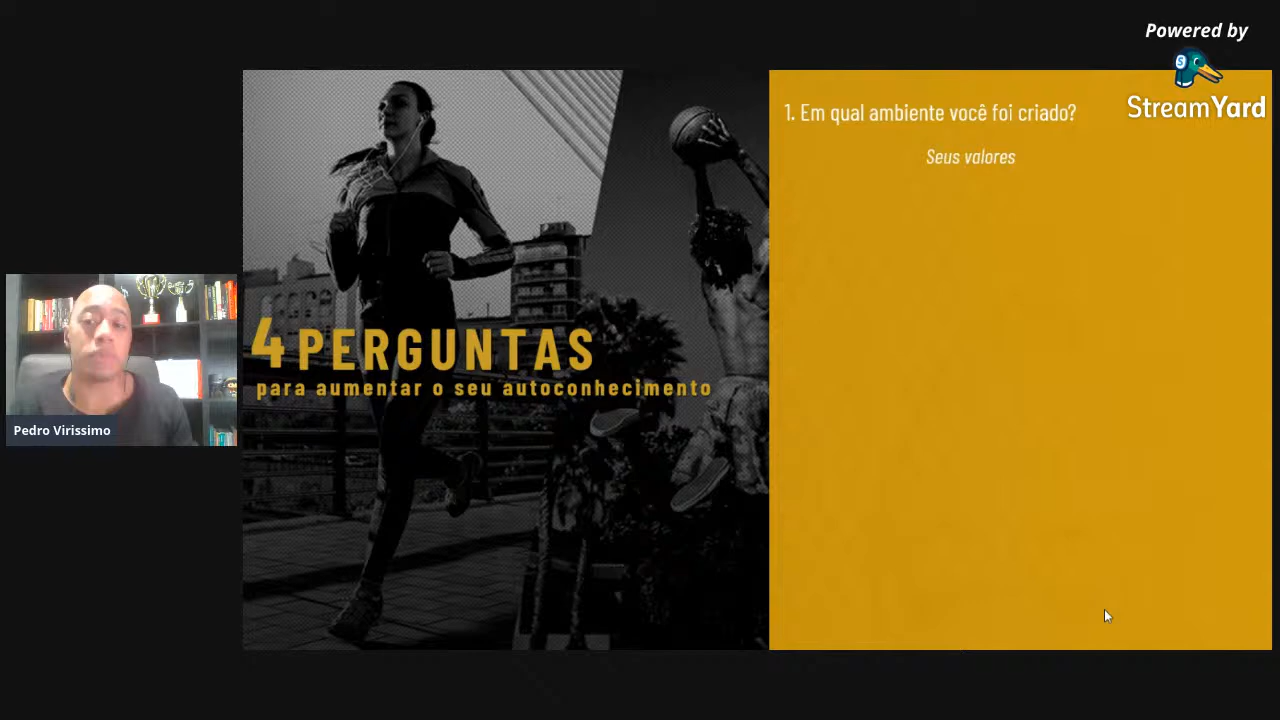 Powered by
StreamYard
1. Em qual ambiente você foi criado?
Seus valores
4 PERGUNTAS
para aumentar o seu autoconhecimento
Pedro Virissimo